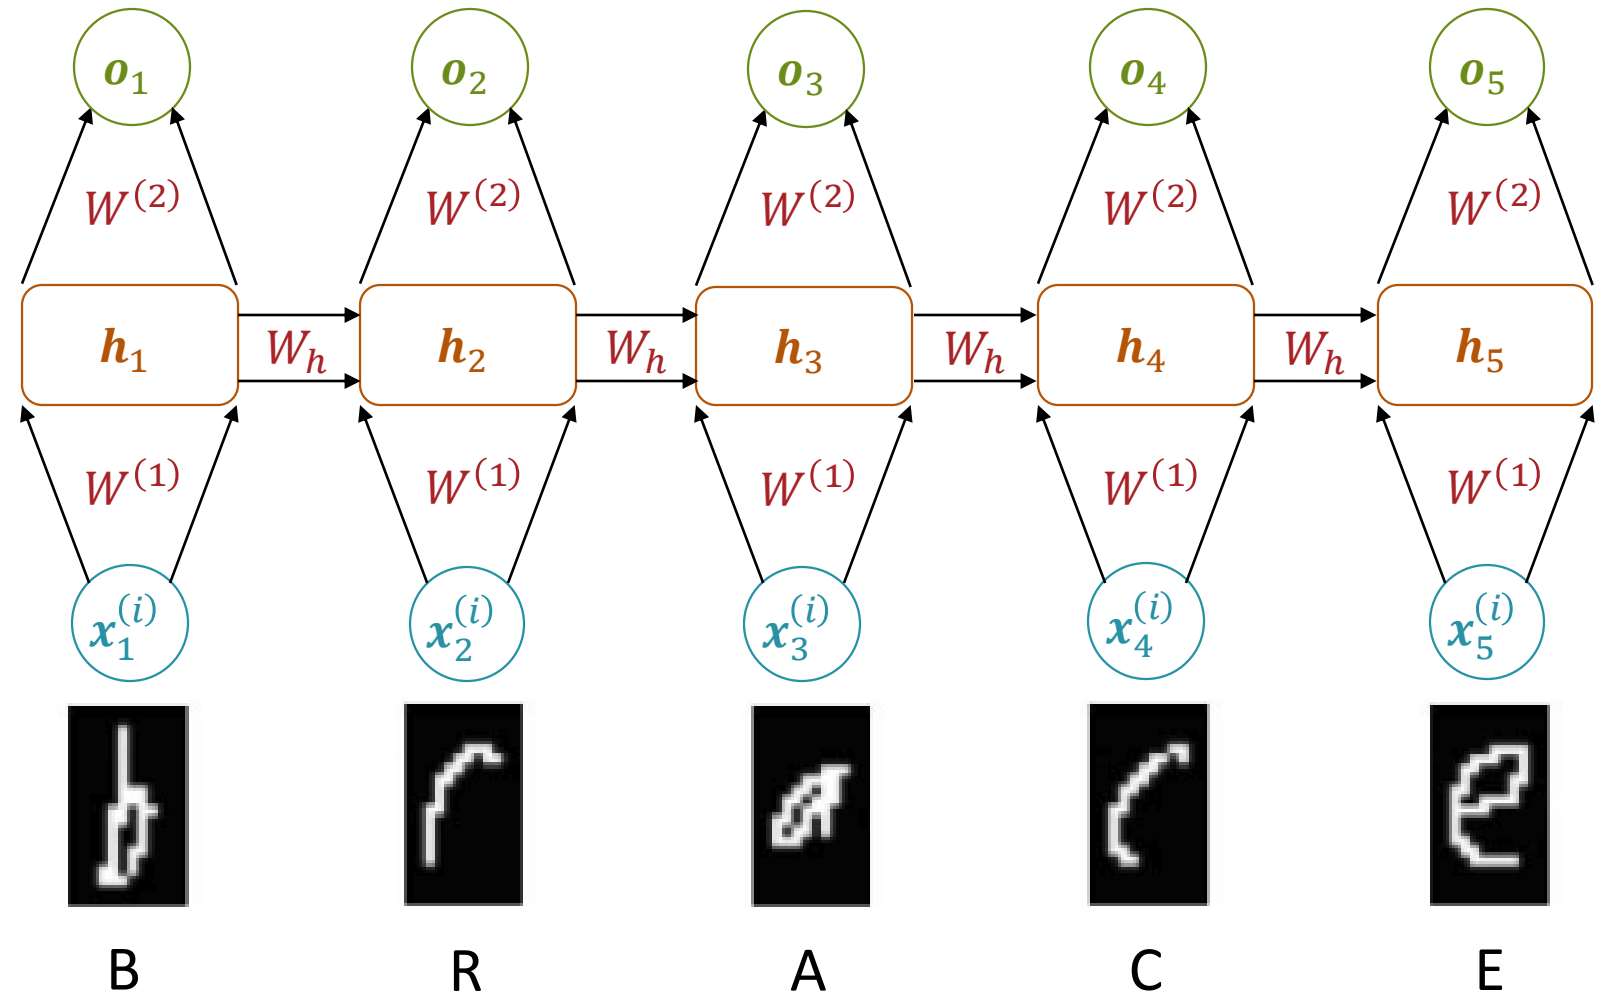 o₁ o₂ o₃ o₄ o₅
W⁽²⁾ W⁽²⁾ W⁽²⁾ W⁽²⁾ W⁽²⁾
h₁ Wₕ h₂ Wₕ h₃ Wₕ h₄ Wₕ h₅
W⁽¹⁾ W⁽¹⁾ W⁽¹⁾ W⁽¹⁾ W⁽¹⁾
x₁⁽ⁱ⁾ x₂⁽ⁱ⁾ x₃⁽ⁱ⁾ x₄⁽ⁱ⁾ x₅⁽ⁱ⁾
b r a c e
B R A C E